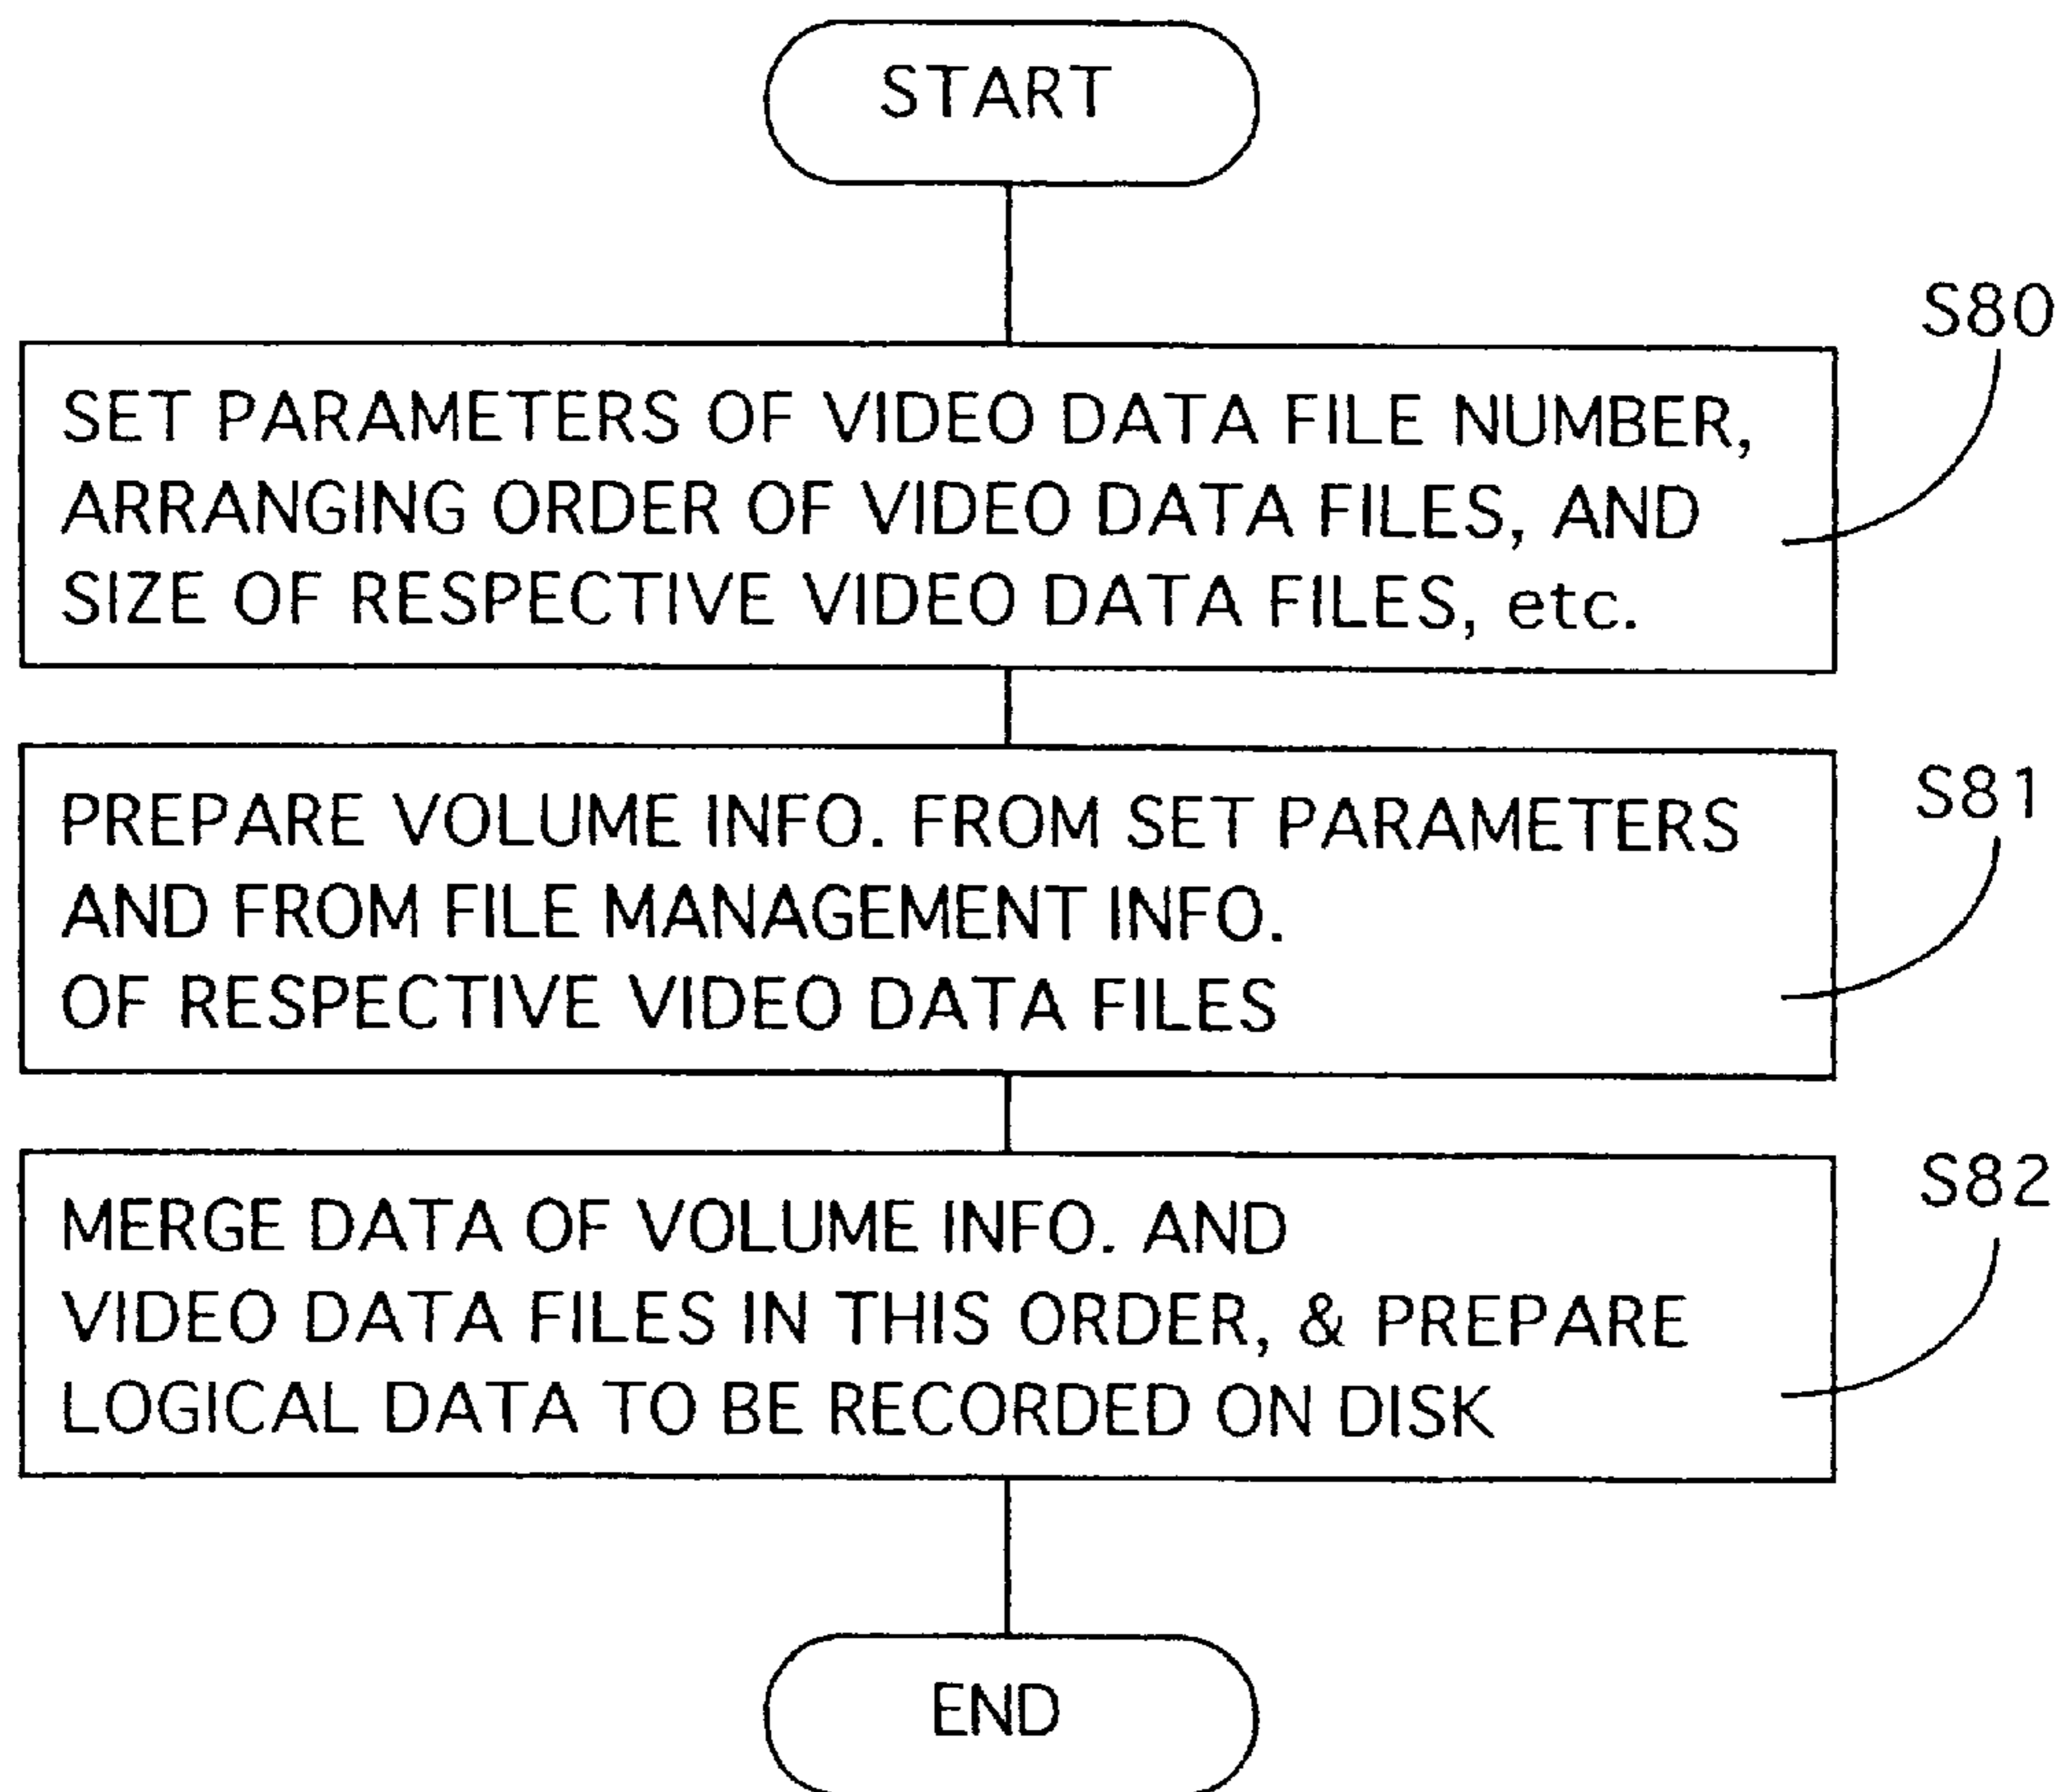 START
S80
SET PARAMETERS OF VIDEO DATA FILE NUMBER,
ARRANGING ORDER OF VIDEO DATA FILES, AND
SIZE OF RESPECTIVE VIDEO DATA FILES, etc.
S81
PREPARE VOLUME INFO. FROM SET PARAMETERS
AND FROM FILE MANAGEMENT INFO.
OF RESPECTIVE VIDEO DATA FILES
S82
MERGE DATA OF VOLUME INFO. AND
VIDEO DATA FILES IN THIS ORDER, & PREPARE
LOGICAL DATA TO BE RECORDED ON DISK
END